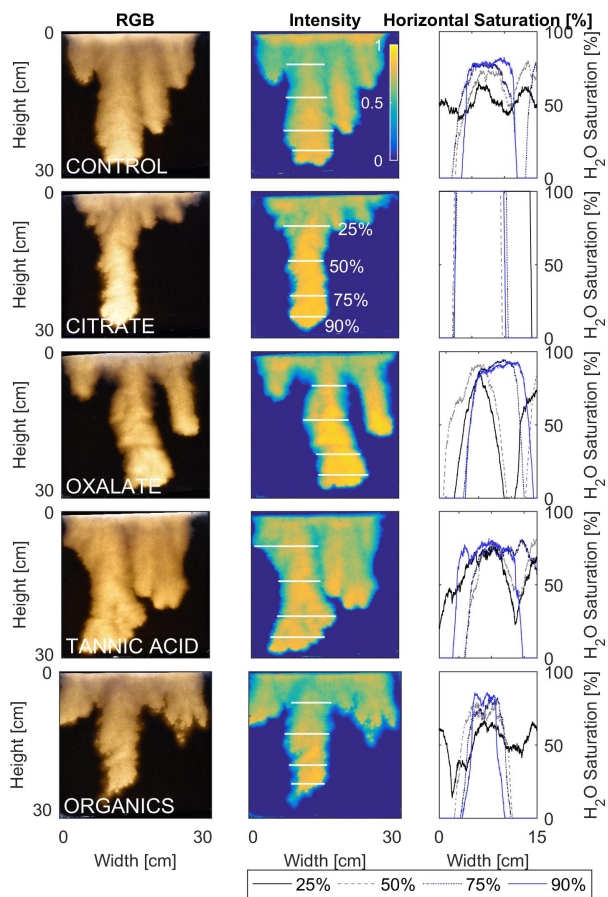 RGB Intensity Horizontal Saturation [%]
0 1 100
Height [cm] 0.5 50 H2O Saturation [%]
30 CONTROL 0 0
0 100
Height [cm] 25% 50 H2O Saturation [%]
50%
75%
30 CITRATE 90% 0
0 100
Height [cm] 50 H2O Saturation [%]
30 OXALATE 0
0 100
Height [cm] 50 H2O Saturation [%]
30 TANNIC ACID 0
0 100
Height [cm] 50 H2O Saturation [%]
30 ORGANICS 0
0 30 0 30 0 15
Width [cm] Width [cm] Width [cm]
25% 50% 75% 90%